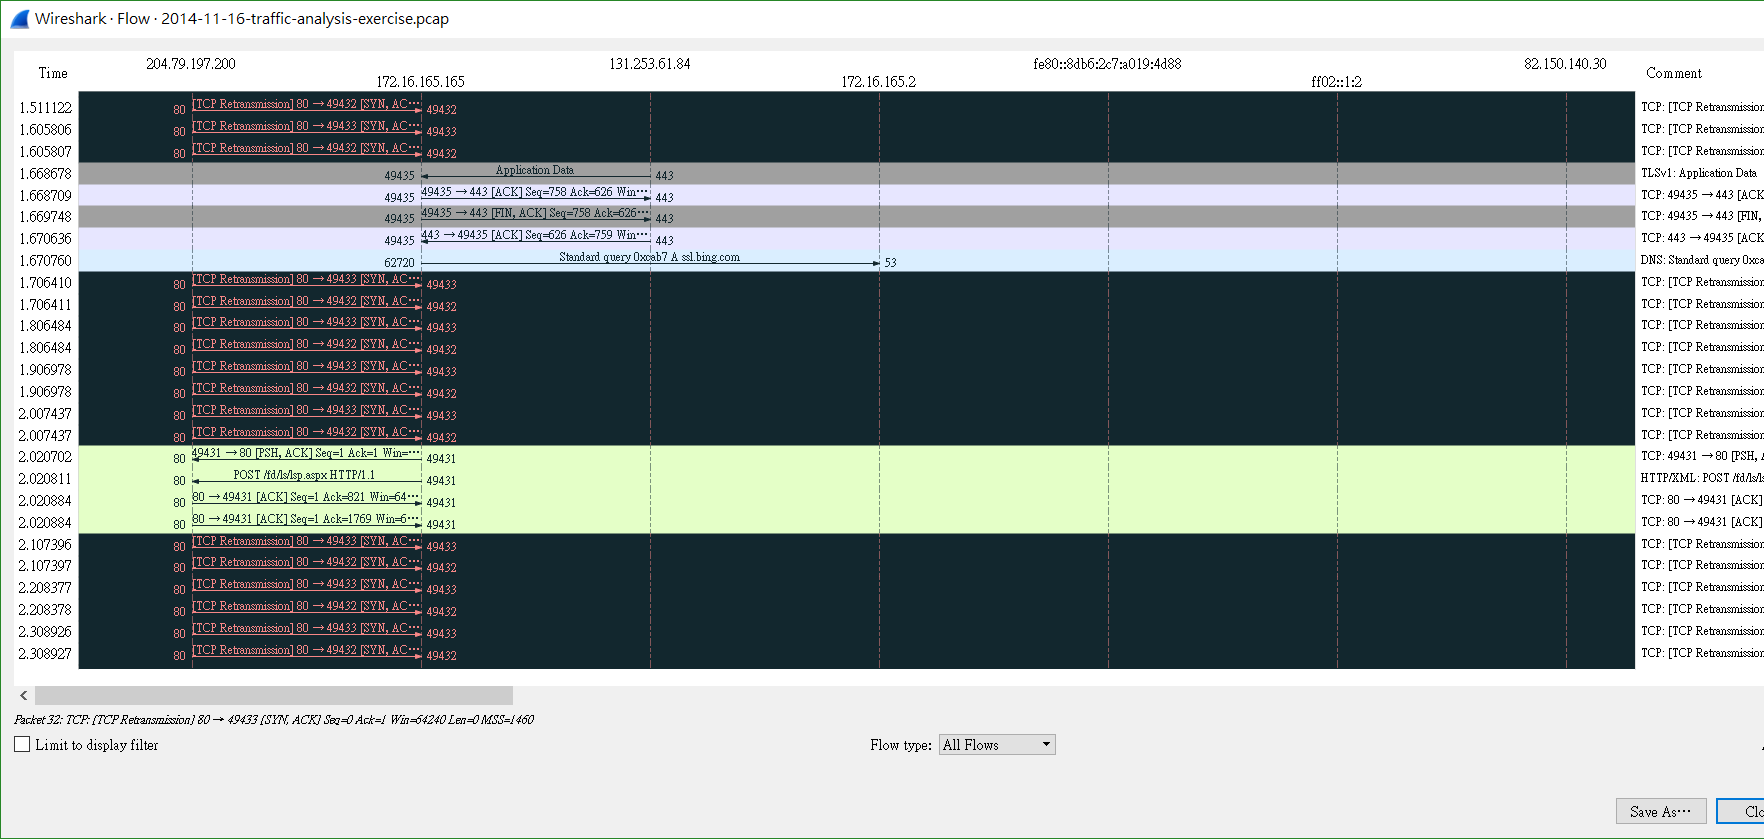 Wireshark · Flow · 2014-11-16-traffic-analysis-exercise.pcap
Time 204.79.197.200 172.16.165.165 131.253.61.84 172.16.165.2 fe80::8db6:2c7:a019:4d88 ff02::1:2 82.150.140.30 Comment
1.511122 80 [TCP Retransmission] 80 → 49432 [SYN, AC⋯ 49432 TCP: [TCP Retransmission
1.605806 80 [TCP Retransmission] 80 → 49433 [SYN, AC⋯ 49433 TCP: [TCP Retransmission
1.605807 80 [TCP Retransmission] 80 → 49432 [SYN, AC⋯ 49432 TCP: [TCP Retransmission
1.668678 49435 Application Data 443 TLSv1: Application Data
1.668709 49435 49435 → 443 [ACK] Seq=758 Ack=626 Win⋯ 443 TCP: 49435 → 443 [ACK
1.669748 49435 49435 → 443 [FIN, ACK] Seq=758 Ack=626⋯ 443 TCP: 49435 → 443 [FIN,
1.670636 49435 443 → 49435 [ACK] Seq=626 Ack=759 Win⋯ 443 TCP: 443 → 49435 [ACK
1.670760 62720 Standard query 0xcab7 A ssl.bing.com 53 DNS: Standard query 0xca
1.706410 80 [TCP Retransmission] 80 → 49433 [SYN, AC⋯ 49433 TCP: [TCP Retransmission
1.706411 80 [TCP Retransmission] 80 → 49432 [SYN, AC⋯ 49432 TCP: [TCP Retransmission
1.806484 80 [TCP Retransmission] 80 → 49433 [SYN, AC⋯ 49433 TCP: [TCP Retransmission
1.806484 80 [TCP Retransmission] 80 → 49432 [SYN, AC⋯ 49432 TCP: [TCP Retransmission
1.906978 80 [TCP Retransmission] 80 → 49433 [SYN, AC⋯ 49433 TCP: [TCP Retransmission
1.906978 80 [TCP Retransmission] 80 → 49432 [SYN, AC⋯ 49432 TCP: [TCP Retransmission
2.007437 80 [TCP Retransmission] 80 → 49433 [SYN, AC⋯ 49433 TCP: [TCP Retransmission
2.007437 80 [TCP Retransmission] 80 → 49432 [SYN, AC⋯ 49432 TCP: [TCP Retransmission
2.020702 80 49431 → 80 [PSH, ACK] Seq=1 Ack=1 Win=⋯ 49431 TCP: 49431 → 80 [PSH, A
2.020811 80 POST /fd/ls/lsp.aspx HTTP/1.1 49431 HTTP/XML: POST /fd/ls/ls
2.020884 80 80 → 49431 [ACK] Seq=1 Ack=821 Win=64⋯ 49431 TCP: 80 → 49431 [ACK]
2.020884 80 80 → 49431 [ACK] Seq=1 Ack=1769 Win=6⋯ 49431 TCP: 80 → 49431 [ACK]
2.107396 80 [TCP Retransmission] 80 → 49433 [SYN, AC⋯ 49433 TCP: [TCP Retransmission
2.107397 80 [TCP Retransmission] 80 → 49432 [SYN, AC⋯ 49432 TCP: [TCP Retransmission
2.208377 80 [TCP Retransmission] 80 → 49433 [SYN, AC⋯ 49433 TCP: [TCP Retransmission
2.208378 80 [TCP Retransmission] 80 → 49432 [SYN, AC⋯ 49432 TCP: [TCP Retransmission
2.308926 80 [TCP Retransmission] 80 → 49433 [SYN, AC⋯ 49433 TCP: [TCP Retransmission
2.308927 80 [TCP Retransmission] 80 → 49432 [SYN, AC⋯ 49432 TCP: [TCP Retransmission
Packet 32: TCP: [TCP Retransmission] 80 → 49433 [SYN, ACK] Seq=0 Ack=1 Win=64240 Len=0 MSS=1460
Limit to display filter Flow type: All Flows
Save As⋯ Clo